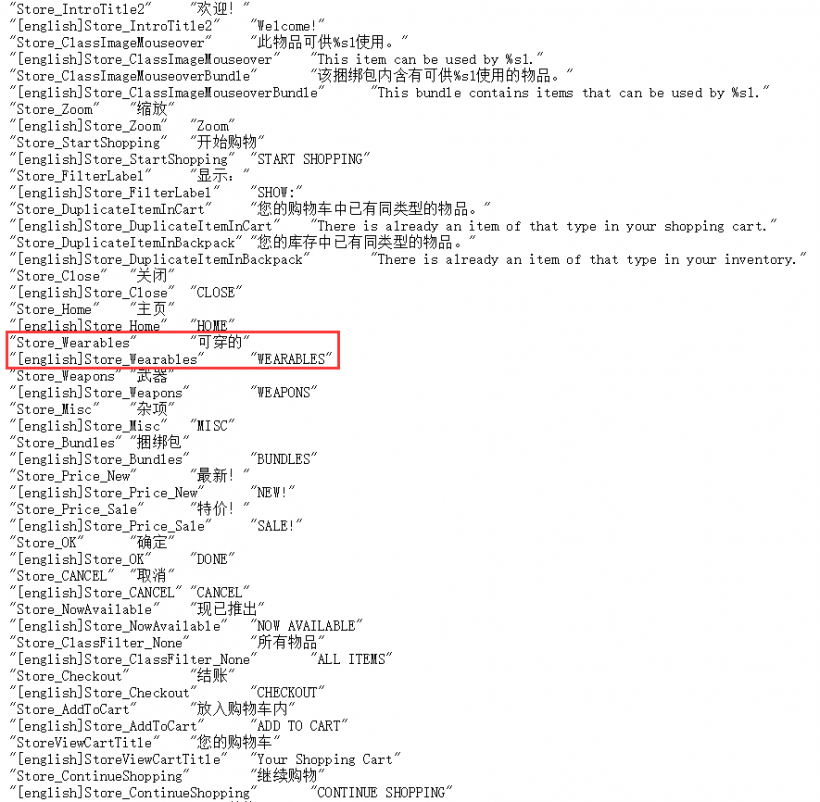 "Store_IntroTitle2" "欢迎！"
"[english]Store_IntroTitle2" "Welcome!"
"Store_ClassImageMouseover" "此物品可供%s1使用。"
"[english]Store_ClassImageMouseover" "This item can be used by %s1."
"Store_ClassImageMouseoverBundle" "该捆绑包内含有可供%s1使用的物品。"
"[english]Store_ClassImageMouseoverBundle" "This bundle contains items that can be used by %s1."
"Store_Zoom" "缩放"
"[english]Store_Zoom" "Zoom"
"Store_StartShopping" "开始购物"
"[english]Store_StartShopping" "START SHOPPING"
"Store_FilterLabel" "显示："
"[english]Store_FilterLabel" "SHOW:"
"Store_DuplicateItemInCart" "您的购物车中已有同类型的物品。"
"[english]Store_DuplicateItemInCart" "There is already an item of that type in your shopping cart."
"Store_DuplicateItemInBackpack" "您的库存中已有同类型的物品。"
"[english]Store_DuplicateItemInBackpack" "There is already an item of that type in your inventory."
"Store_Close" "关闭"
"[english]Store_Close" "CLOSE"
"Store_Home" "主页"
"[english]Store_Home" "HOME"
"Store_Wearables" "可穿的"
"[english]Store_Wearables" "WEARABLES"
"Store_Weapons" "武器"
"[english]Store_Weapons" "WEAPONS"
"Store_Misc" "杂项"
"[english]Store_Misc" "MISC"
"Store_Bundles" "捆绑包"
"[english]Store_Bundles" "BUNDLES"
"Store_Price_New" "最新！"
"[english]Store_Price_New" "NEW!"
"Store_Price_Sale" "特价！"
"[english]Store_Price_Sale" "SALE!"
"Store_OK" "确定"
"[english]Store_OK" "DONE"
"Store_CANCEL" "取消"
"[english]Store_CANCEL" "CANCEL"
"Store_NowAvailable" "现已推出"
"[english]Store_NowAvailable" "NOW AVAILABLE"
"Store_ClassFilter_None" "所有物品"
"[english]Store_ClassFilter_None" "ALL ITEMS"
"Store_Checkout" "结账"
"[english]Store_Checkout" "CHECKOUT"
"Store_AddToCart" "放入购物车内"
"[english]Store_AddToCart" "ADD TO CART"
"StoreViewCartTitle" "您的购物车"
"[english]StoreViewCartTitle" "Your Shopping Cart"
"Store_ContinueShopping" "继续购物"
"[english]Store_ContinueShopping" "CONTINUE SHOPPING"